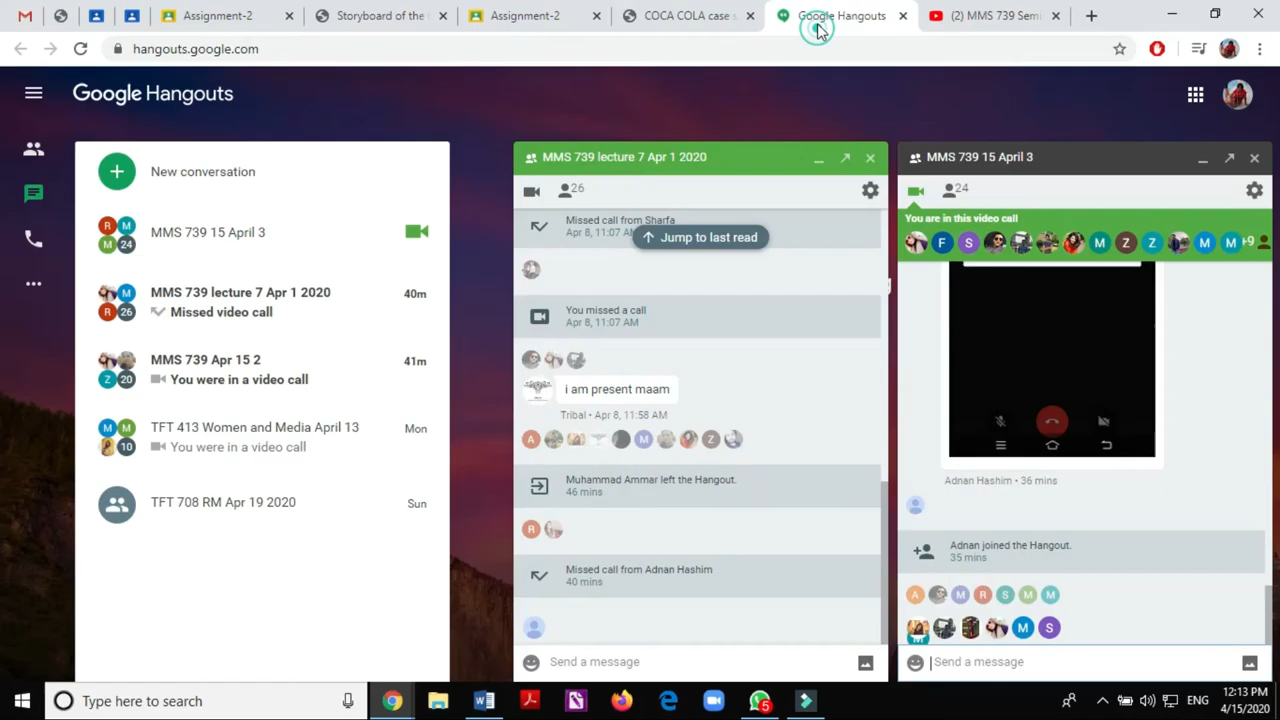 Assignment-2
Storyboard of the
Assignment-2
COCA COLA case s
Google Hangouts
(2) MMS 739 Semi
hangouts.google.com
Google Hangouts
New conversation
MMS 739 15 April 3
24
MMS 739 lecture 7 Apr 1 2020
Missed video call
40m
26
MMS 739 Apr 15 2
You were in a video call
41m
20
TFT 413 Women and Media April 13
You were in a video call
Mon
10
TFT 708 RM Apr 19 2020
Sun
MMS 739 lecture 7 Apr 1 2020
26
Missed call from Sharfa
Apr 8, 11:07 AM
Jump to last read
You missed a call
Apr 8, 11:07 AM
i am present maam
Tribal • Apr 8, 11:58 AM
Muhammad Ammar left the Hangout.
46 mins
Missed call from Adnan Hashim
40 mins
Send a message
MMS 739 15 April 3
24
You are in this video call
F S M Z Z M M +9
Adnan Hashim • 36 mins
Adnan joined the Hangout.
35 mins
A M R S M M
M S
Send a message
Type here to search
5
ENG
12:13 PM
4/15/2020